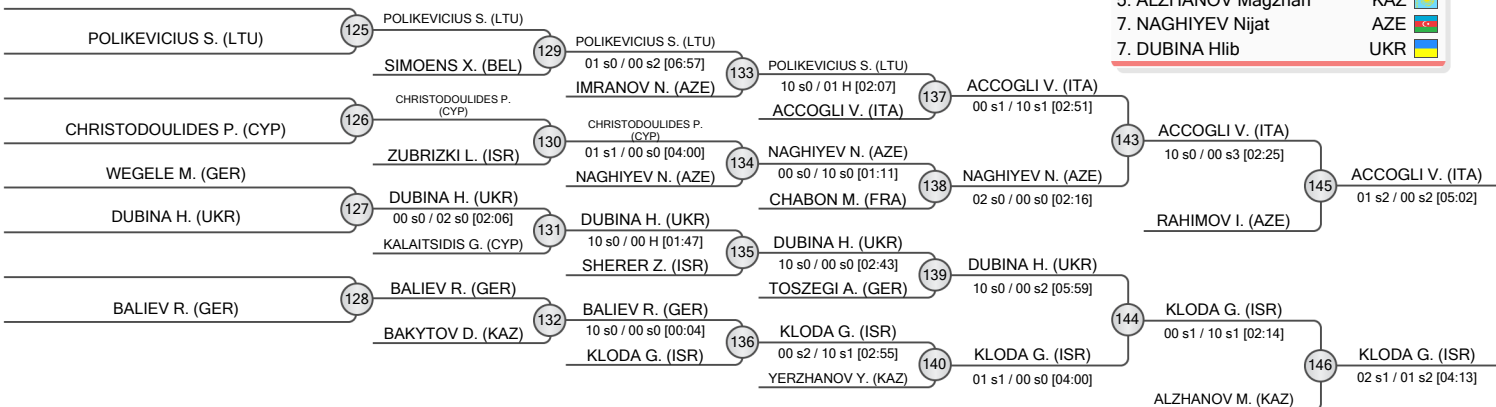 5. ALZHANOV Magzhan KAZ
7. NAGHIYEV Nijat AZE
7. DUBINA Hlib UKR
POLIKEVICIUS S. (LTU)
125
POLIKEVICIUS S. (LTU)
SIMOENS X. (BEL)
129
POLIKEVICIUS S. (LTU)
01 s0 / 00 s2 [06:57]
IMRANOV N. (AZE)
133
POLIKEVICIUS S. (LTU)
10 s0 / 01 H [02:07]
ACCOGLI V. (ITA)
137
ACCOGLI V. (ITA)
00 s1 / 10 s1 [02:51]
CHRISTODOULIDES P. (CYP)
126
CHRISTODOULIDES P.
(CYP)
ZUBRIZKI L. (ISR)
130
CHRISTODOULIDES P.
(CYP)
01 s1 / 00 s0 [04:00]
NAGHIYEV N. (AZE)
134
NAGHIYEV N. (AZE)
00 s0 / 10 s0 [01:11]
CHABON M. (FRA)
138
NAGHIYEV N. (AZE)
02 s0 / 00 s0 [02:16]
143
ACCOGLI V. (ITA)
10 s0 / 00 s3 [02:25]
RAHIMOV I. (AZE)
145
ACCOGLI V. (ITA)
01 s2 / 00 s2 [05:02]
WEGELE M. (GER)
DUBINA H. (UKR)
127
DUBINA H. (UKR)
00 s0 / 02 s0 [02:06]
KALAITSIDIS G. (CYP)
131
DUBINA H. (UKR)
10 s0 / 00 H [01:47]
SHERER Z. (ISR)
135
DUBINA H. (UKR)
10 s0 / 00 s0 [02:43]
TOSZEGI A. (GER)
139
DUBINA H. (UKR)
10 s0 / 00 s2 [05:59]
BALIEV R. (GER)
128
BALIEV R. (GER)
BAKYTOV D. (KAZ)
132
BALIEV R. (GER)
10 s0 / 00 s0 [00:04]
KLODA G. (ISR)
136
KLODA G. (ISR)
00 s2 / 10 s1 [02:55]
YERZHANOV Y. (KAZ)
140
KLODA G. (ISR)
01 s1 / 00 s0 [04:00]
144
KLODA G. (ISR)
00 s1 / 10 s1 [02:14]
ALZHANOV M. (KAZ)
146
KLODA G. (ISR)
02 s1 / 01 s2 [04:13]